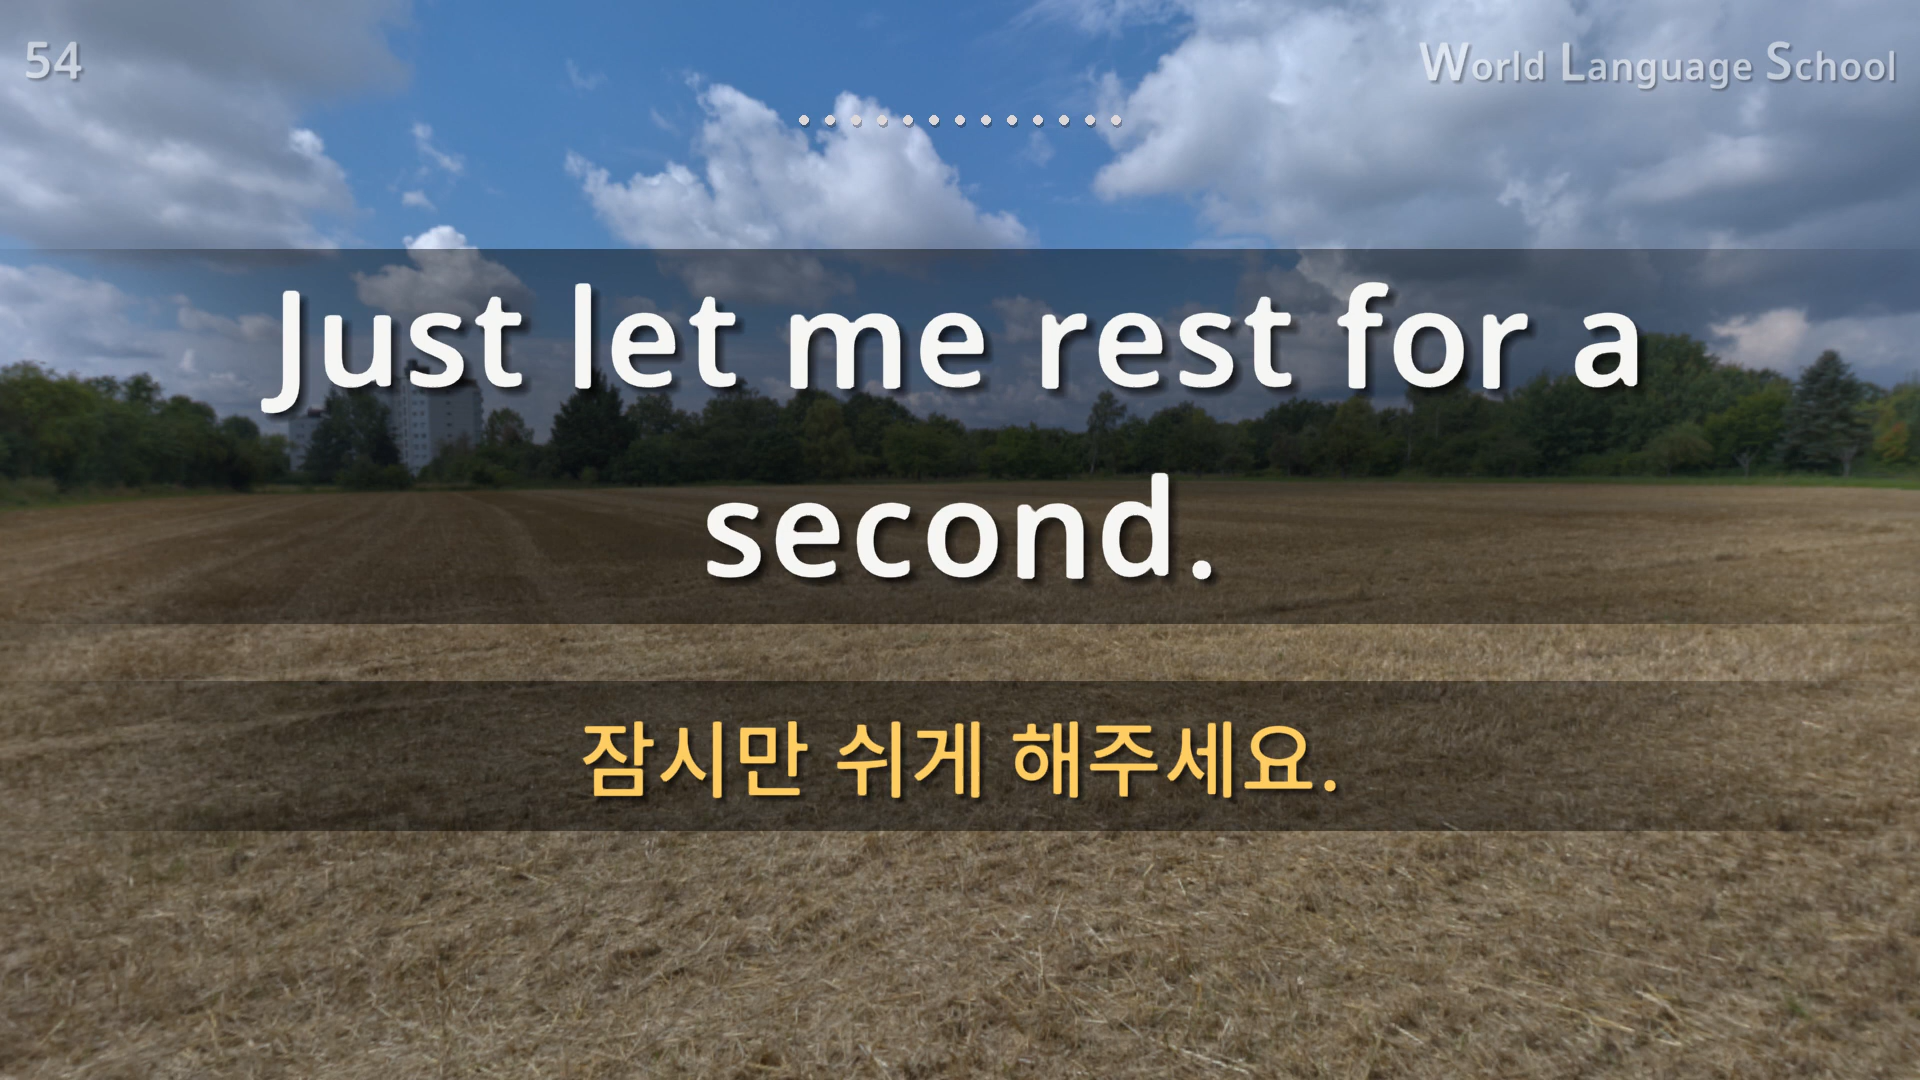 54
World Language School
Just let me rest for a
second.
잠시만 쉬게 해주세요.